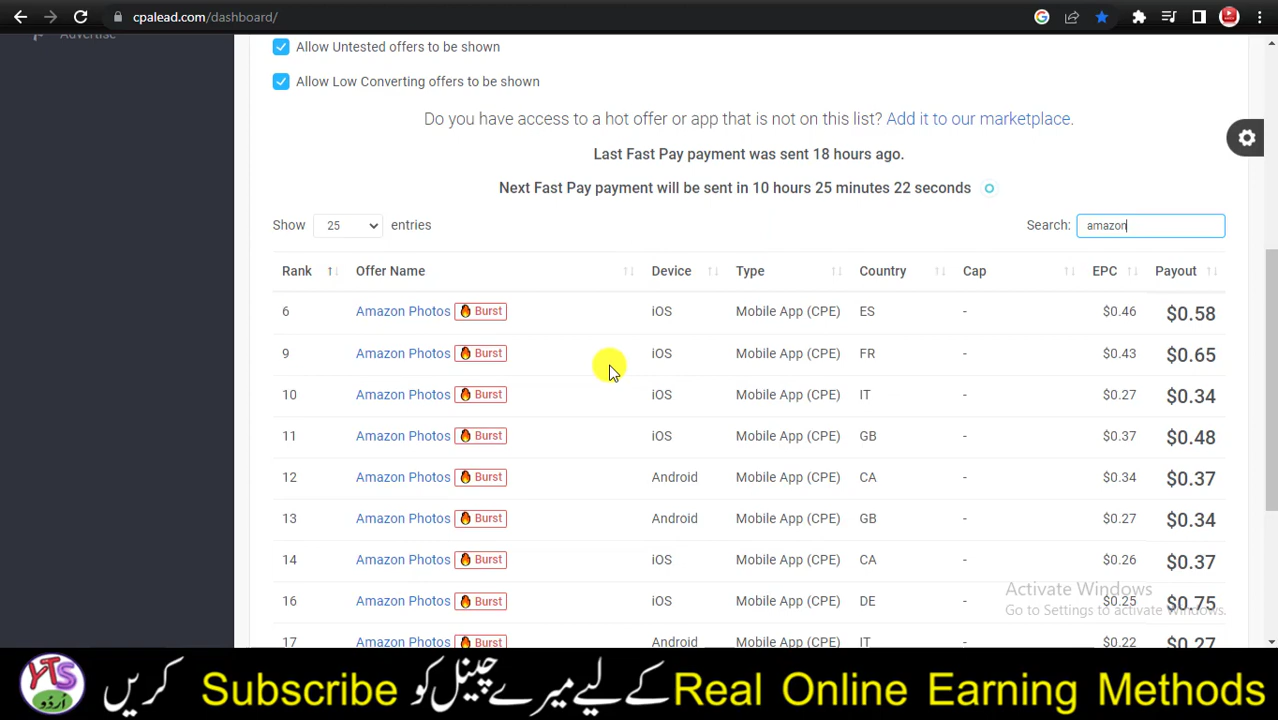 cpalead.com/dashboard/
Advertise
Allow Untested offers to be shown
Allow Low Converting offers to be shown
Do you have access to a hot offer or app that is not on this list? Add it to our marketplace.
Last Fast Pay payment was sent 18 hours ago.
Next Fast Pay payment will be sent in 10 hours 25 minutes 22 seconds
Show 25 entries Search: amazon
Rank Offer Name Device Type Country Cap EPC Payout
6 Amazon Photos Burst iOS Mobile App (CPE) ES - $0.46 $0.58
9 Amazon Photos Burst iOS Mobile App (CPE) FR - $0.43 $0.65
10 Amazon Photos Burst iOS Mobile App (CPE) IT - $0.27 $0.34
11 Amazon Photos Burst iOS Mobile App (CPE) GB - $0.37 $0.48
12 Amazon Photos Burst Android Mobile App (CPE) CA - $0.34 $0.37
13 Amazon Photos Burst Android Mobile App (CPE) GB - $0.27 $0.34
14 Amazon Photos Burst iOS Mobile App (CPE) CA - $0.26 $0.37
16 Amazon Photos Burst iOS Mobile App (CPE) DE - $0.25 $0.75
17 Amazon Photos Burst Android Mobile App (CPE) IT - $0.22 $0.27
Activate Windows
Go to Settings to activate Windows.
YTS اردو
Real Online Earning Methods کے لیے میرے چینل کو Subscribe کریں